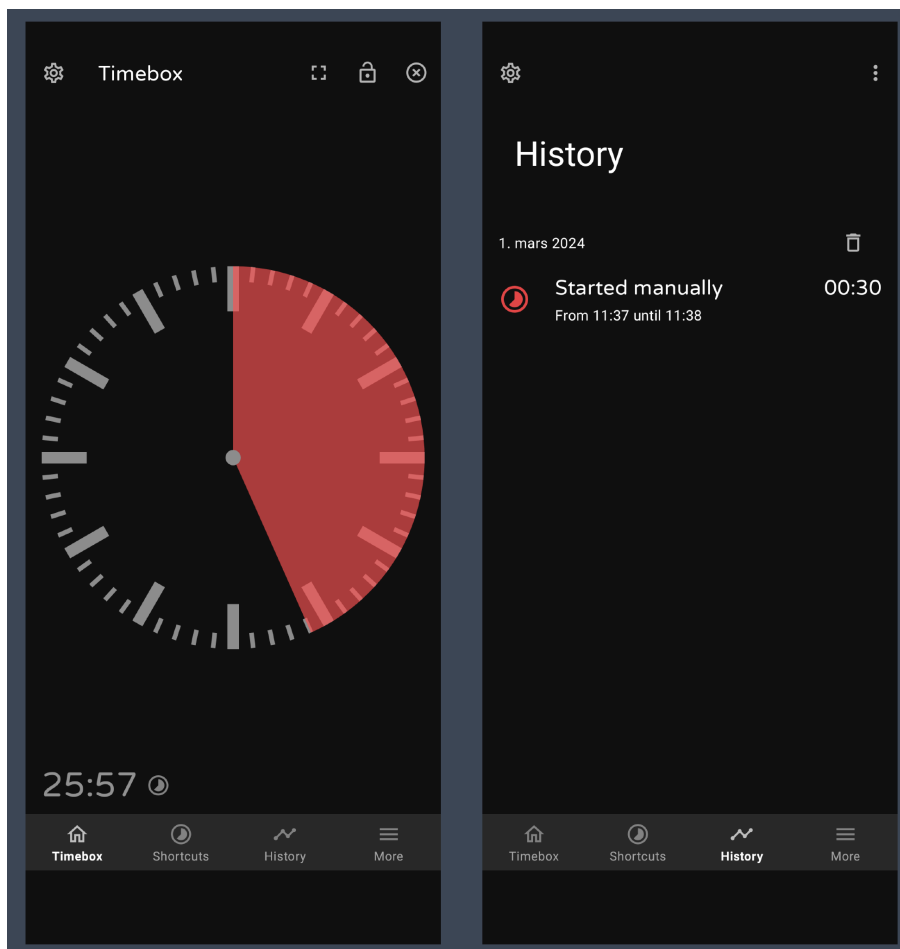 Timebox
25:57
Timebox Shortcuts History More
History
1. mars 2024
Started manually 00:30
From 11:37 until 11:38
Timebox Shortcuts History More